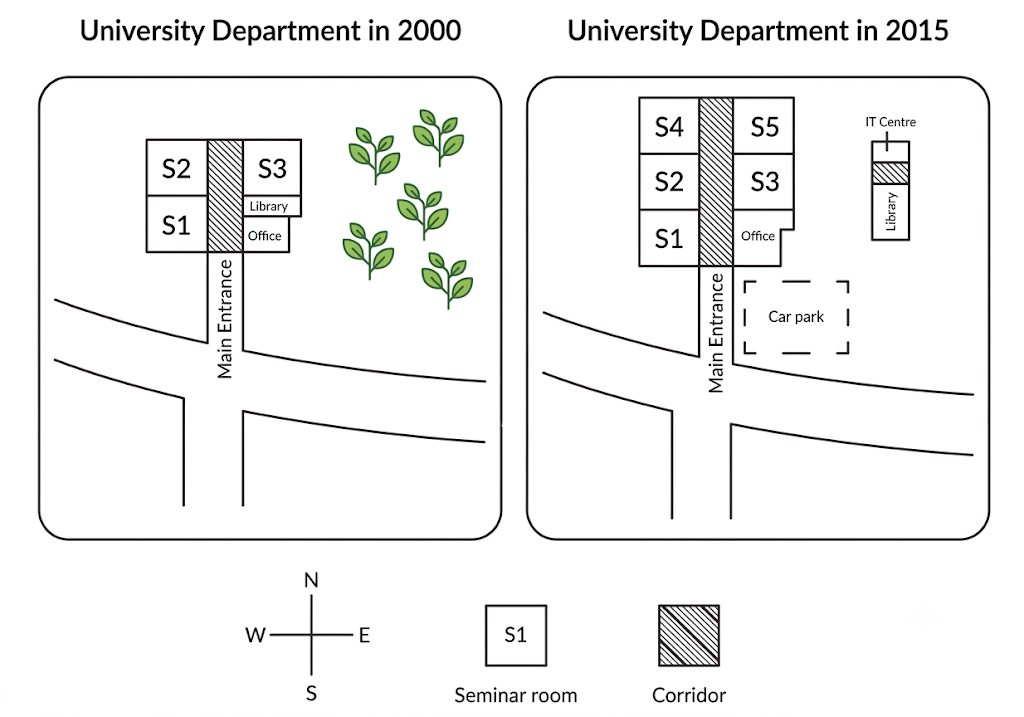 University Department in 2000
University Department in 2015
S2
S3
Library
S1
Office
Main Entrance
S4
S5
IT Centre
S2
S3
Library
S1
Office
Main Entrance
Car park
N
W
E
S
S1
Seminar room
Corridor